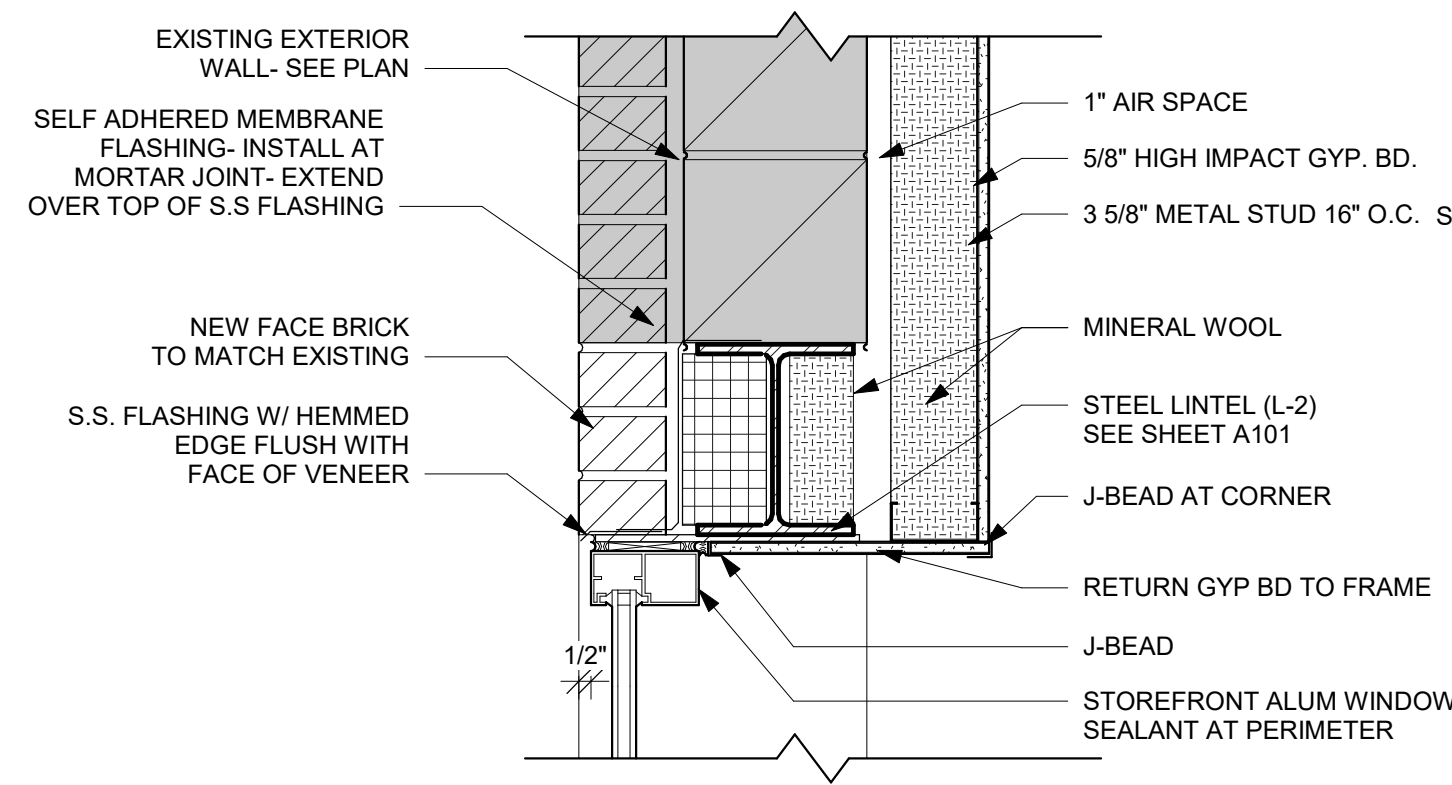 EXISTING EXTERIOR
WALL- SEE PLAN
SELF ADHERED MEMBRANE
FLASHING- INSTALL AT
MORTAR JOINT- EXTEND
OVER TOP OF S.S FLASHING
NEW FACE BRICK
TO MATCH EXISTING
S.S. FLASHING W/ HEMMED
EDGE FLUSH WITH
FACE OF VENEER
1/2"
1" AIR SPACE
5/8" HIGH IMPACT GYP. BD.
3 5/8" METAL STUD 16" O.C. S
MINERAL WOOL
STEEL LINTEL (L-2)
SEE SHEET A101
J-BEAD AT CORNER
RETURN GYP BD TO FRAME
J-BEAD
STOREFRONT ALUM WINDOW
SEALANT AT PERIMETER